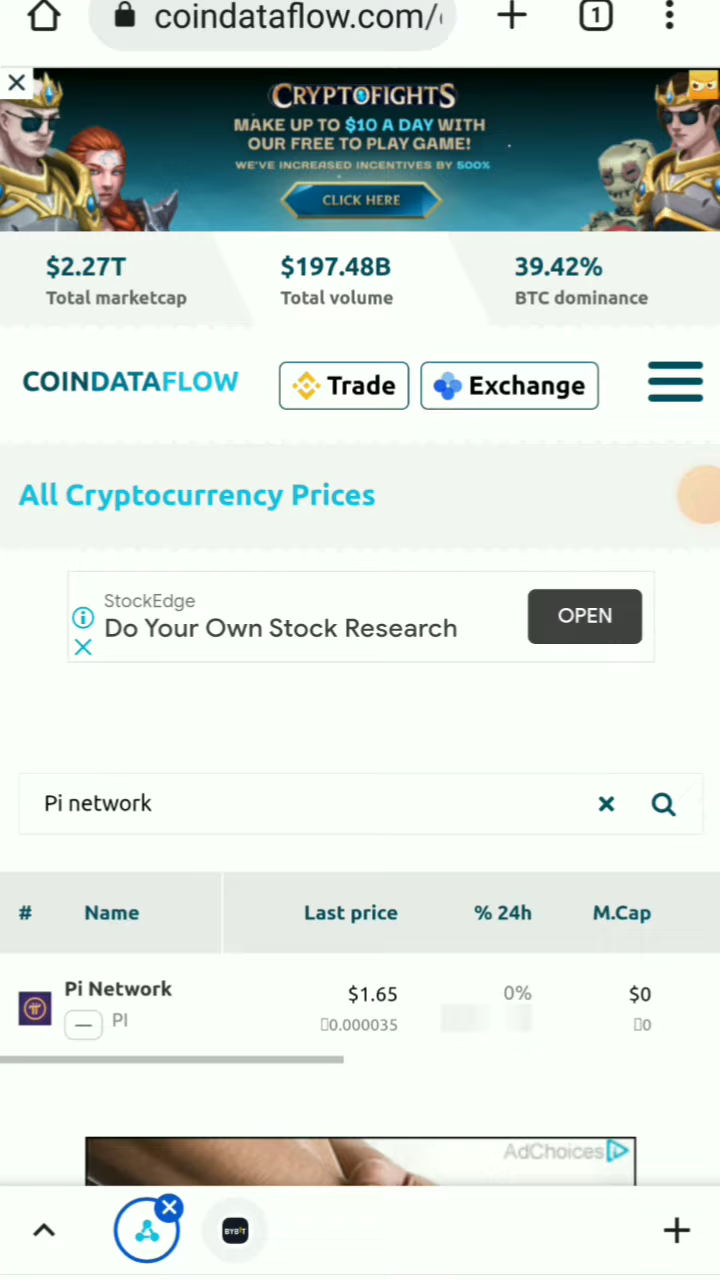 coindataflow.com/
1
CRYPTOFIGHTS
MAKE UP TO $10 A DAY WITH
OUR FREE TO PLAY GAME!
WE'VE INCREASED INCENTIVES BY 500%
CLICK HERE
$2.27T $197.48B 39.42%
Total marketcap Total volume BTC dominance
COINDATAFLOW Trade Exchange
All Cryptocurrency Prices
StockEdge
Do Your Own Stock Research
OPEN
Pi network
# Name Last price % 24h M.Cap
Pi Network $1.65 0% $0
— PI 0.000035 0
AdChoices
BYBIT